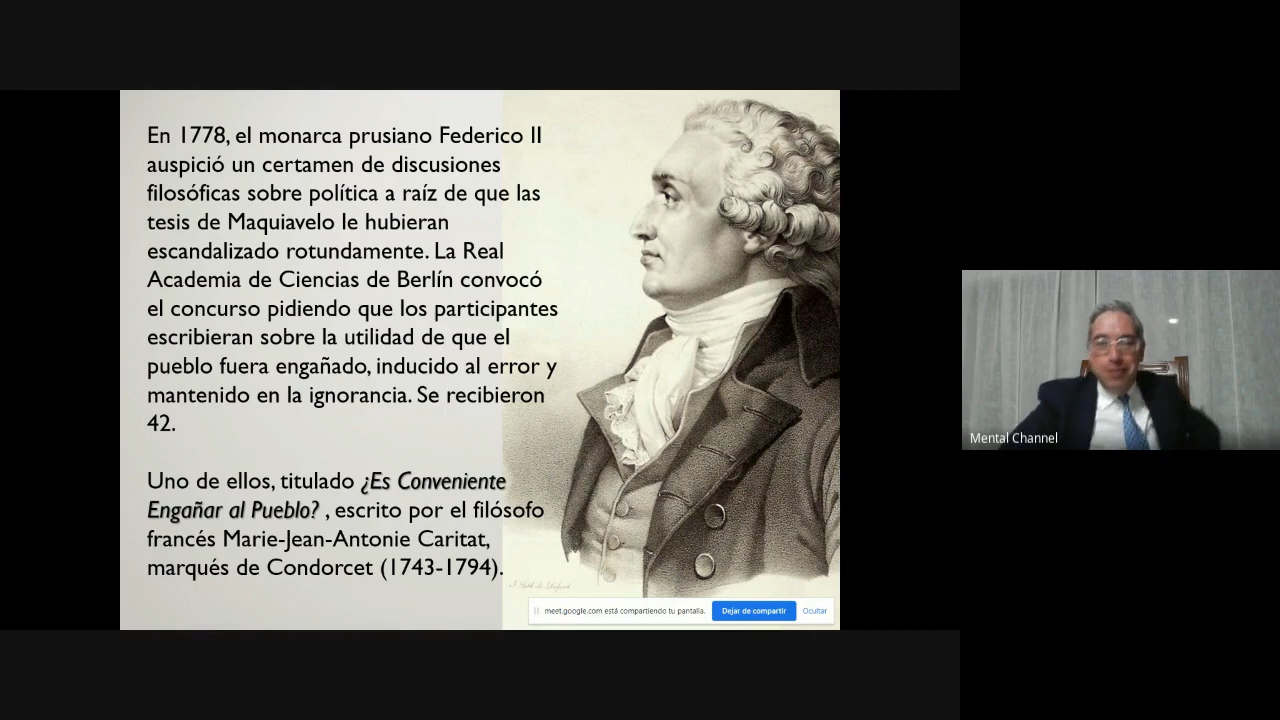 En 1778, el monarca prusiano Federico II
auspició un certamen de discusiones
filosóficas sobre política a raíz de que las
tesis de Maquiavelo le hubieran
escandalizado rotundamente. La Real
Academia de Ciencias de Berlín convocó
el concurso pidiendo que los participantes
escribieran sobre la utilidad de que el
pueblo fuera engañado, inducido al error y
mantenido en la ignorancia. Se recibieron
42.
Uno de ellos, titulado ¿Es Conveniente
Engañar al Pueblo? , escrito por el filósofo
francés Marie-Jean-Antonie Caritat,
marqués de Condorcet (1743-1794).
meet.google.com está compartiendo tu pantalla. Dejar de compartir Ocultar
Mental Channel